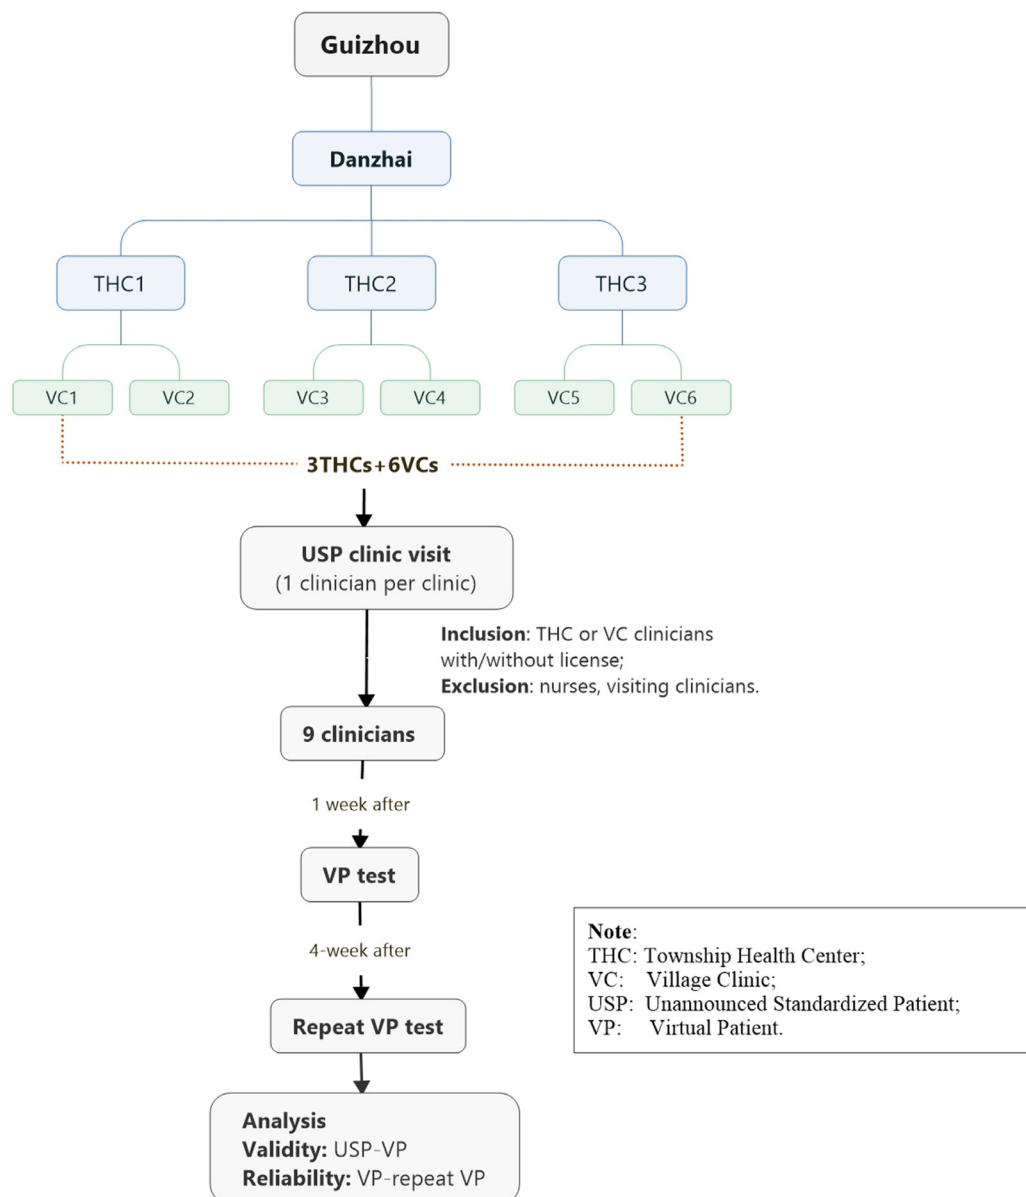 Guizhou
Danzhai
THC1
THC2
THC3
VC1
VC2
VC3
VC4
VC5
VC6
3THCs+6VCs
USP clinic visit
(1 clinician per clinic)
Inclusion: THC or VC clinicians
with/without license;
Exclusion: nurses, visiting clinicians.
9 clinicians
1 week after
VP test
4-week after
Repeat VP test
Note:
THC: Township Health Center;
VC: Village Clinic;
USP: Unannounced Standardized Patient;
VP: Virtual Patient.
Analysis
Validity: USP-VP
Reliability: VP-repeat VP